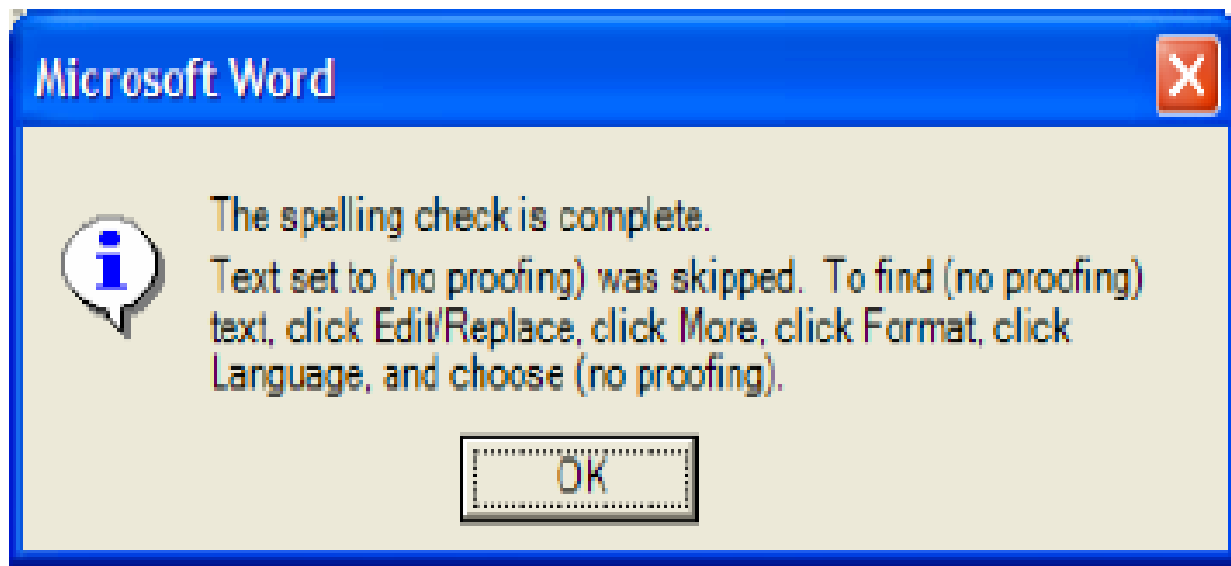 Microsoft Word
The spelling check is complete.
Text set to (no proofing) was skipped.  To find (no proofing)
text, click Edit/Replace, click More, click Format, click
Language, and choose (no proofing).
OK